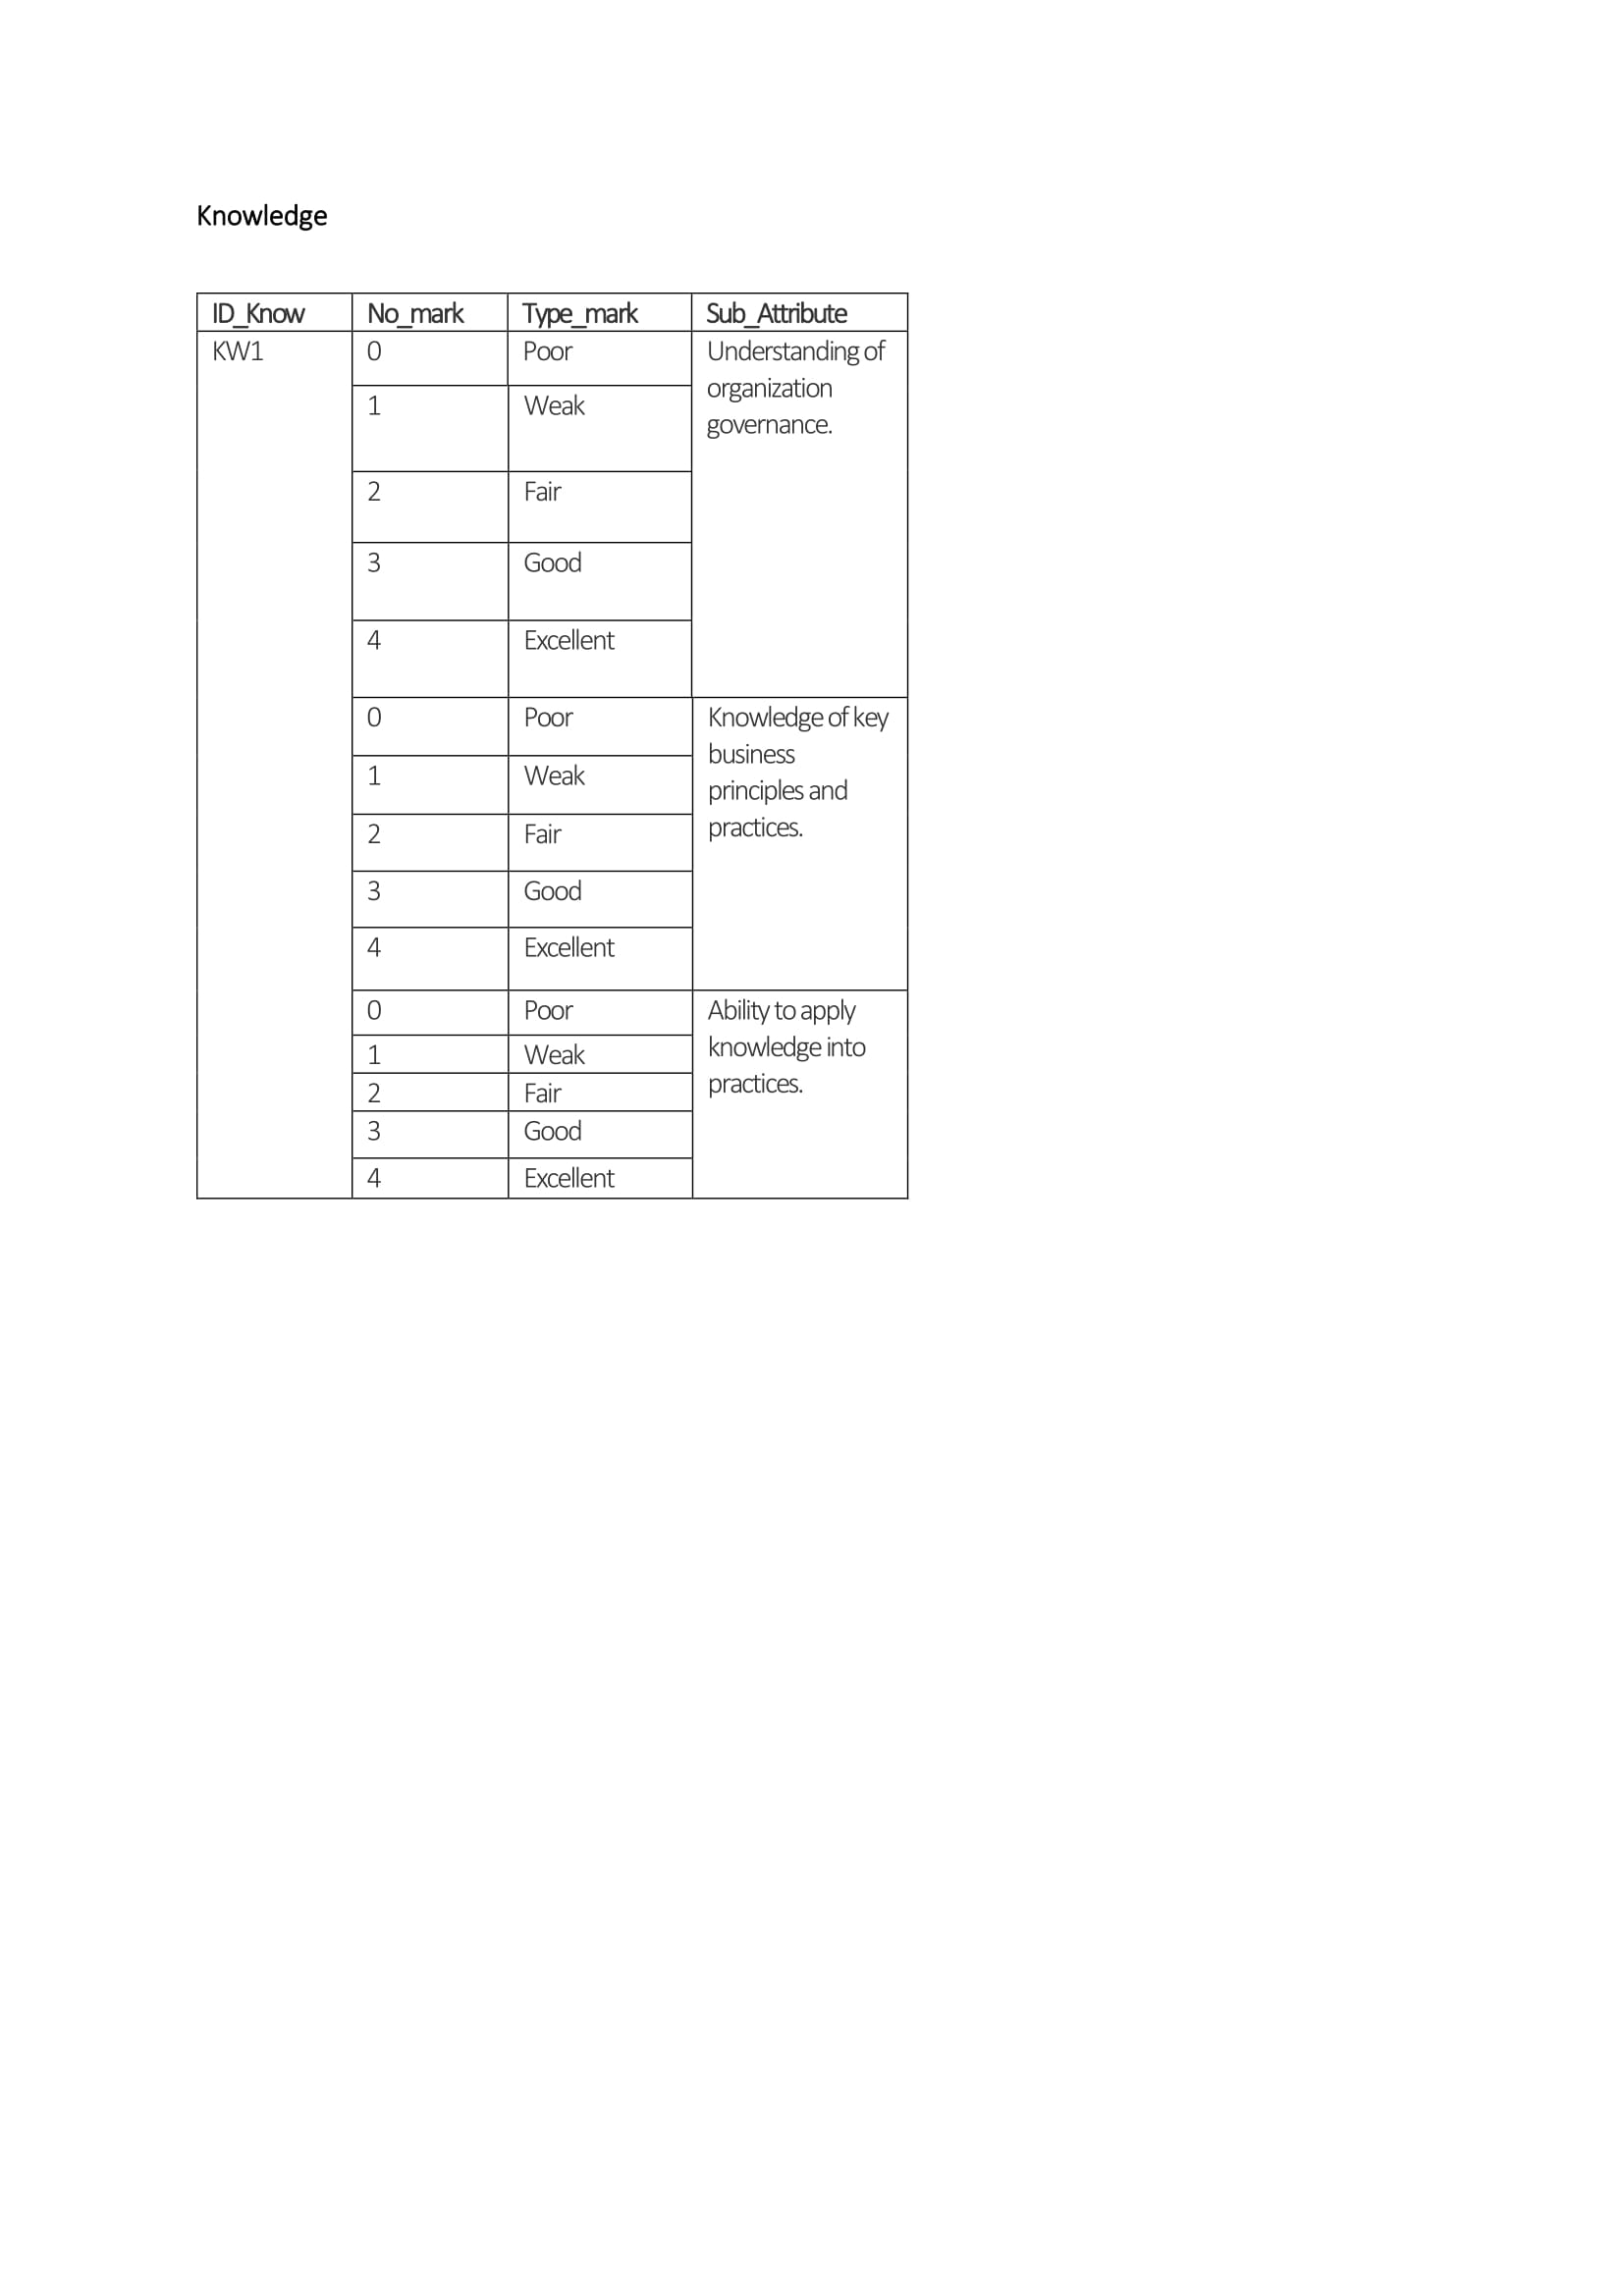 Knowledge
ID_Know No_mark Type_mark Sub_Attribute
KW1 0 Poor Understanding of
organization
governance.
1 Weak
2 Fair
3 Good
4 Excellent
0 Poor Knowledge of key
business
principles and
practices.
1 Weak
2 Fair
3 Good
4 Excellent
0 Poor Ability to apply
knowledge into
practices.
1 Weak
2 Fair
3 Good
4 Excellent